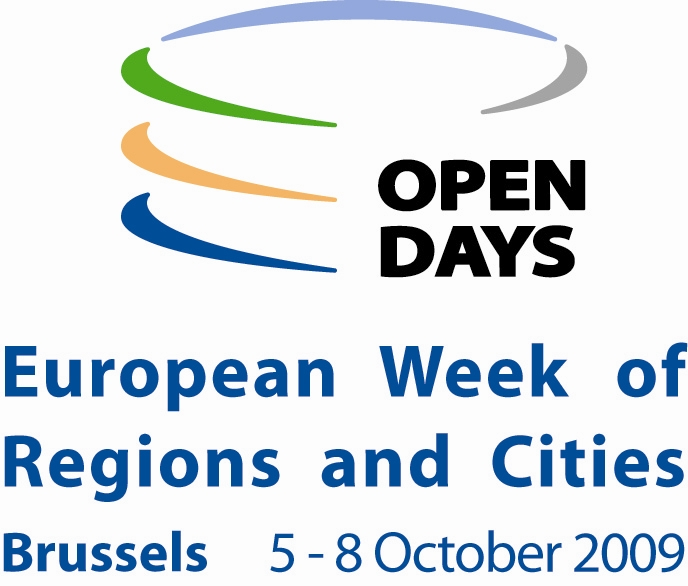 OPEN
DAYS
European Week of
Regions and Cities
Brussels 5 - 8 October 2009